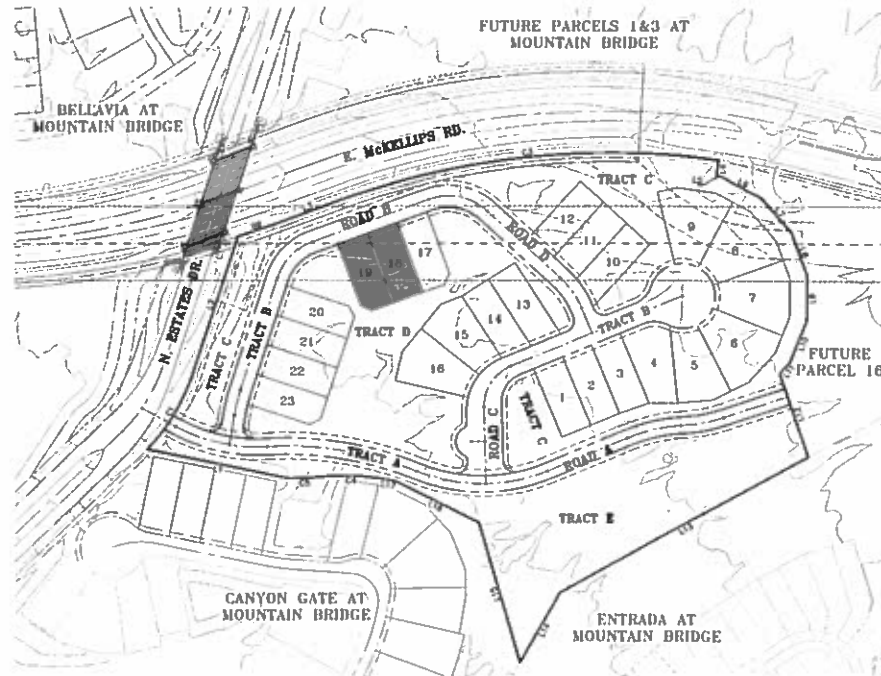 FUTURE PARCELS 1&3 AT
MOUNTAIN BRIDGE
BELLAVIA AT
MOUNTAIN BRIDGE
E. McKELLIPS RD.
TRACT C
ROAD B
ROAD D
12
11
10
9
8
7
6
5
4
3
2
1
17
18
19
13
14
15
16
20
21
22
23
TRACT D
TRACT B
TRACT B
TRACT C
N. ESTATES DR.
TRACT C
ROAD C
TRACT A
ROAD A
TRACT E
FUTURE
PARCEL 16
CANYON GATE AT
MOUNTAIN BRIDGE
ENTRADA AT
MOUNTAIN BRIDGE